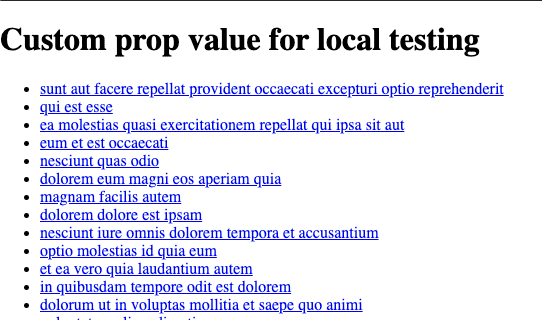 Custom prop value for local testing
sunt aut facere repellat provident occaecati excepturi optio reprehenderit
qui est esse
ea molestias quasi exercitationem repellat qui ipsa sit aut
eum et est occaecati
nesciunt quas odio
dolorem eum magni eos aperiam quia
magnam facilis autem
dolorem dolore est ipsam
nesciunt iure omnis dolorem tempora et accusantium
optio molestias id quia eum
et ea vero quia laudantium autem
in quibusdam tempore odit est dolorem
dolorum ut in voluptas mollitia et saepe quo animi